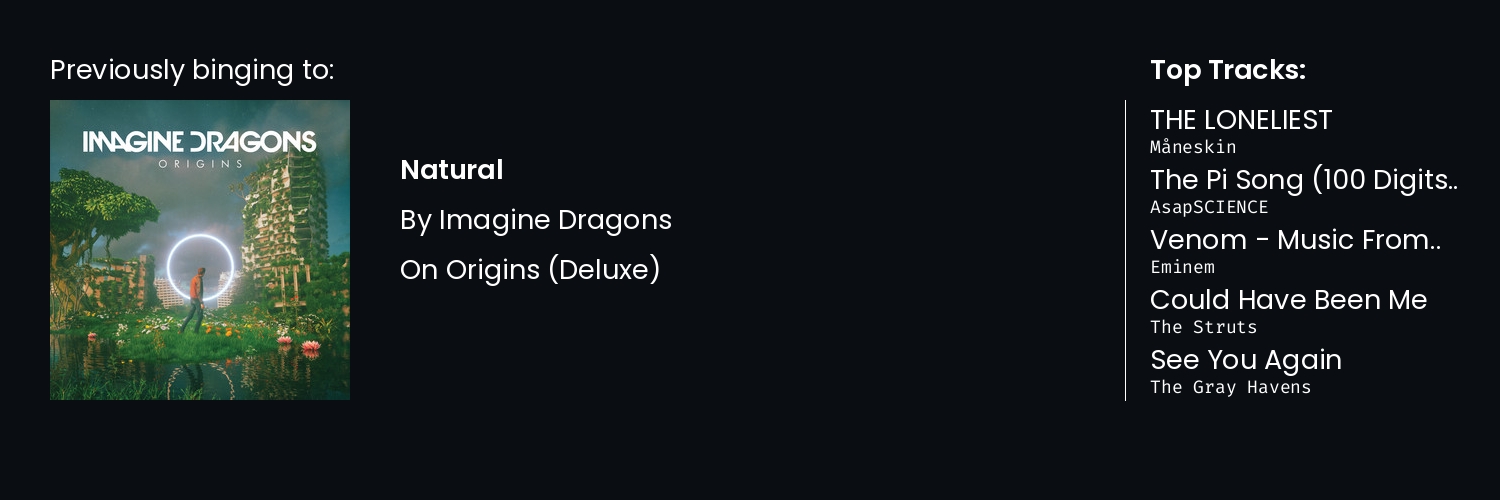 Previously binging to:
IMAGINE DRAGONS
ORIGINS
Natural
By Imagine Dragons
On Origins (Deluxe)
Top Tracks:
THE LONELIEST
Måneskin
The Pi Song (100 Digits..
AsapSCIENCE
Venom - Music From..
Eminem
Could Have Been Me
The Struts
See You Again
The Gray Havens